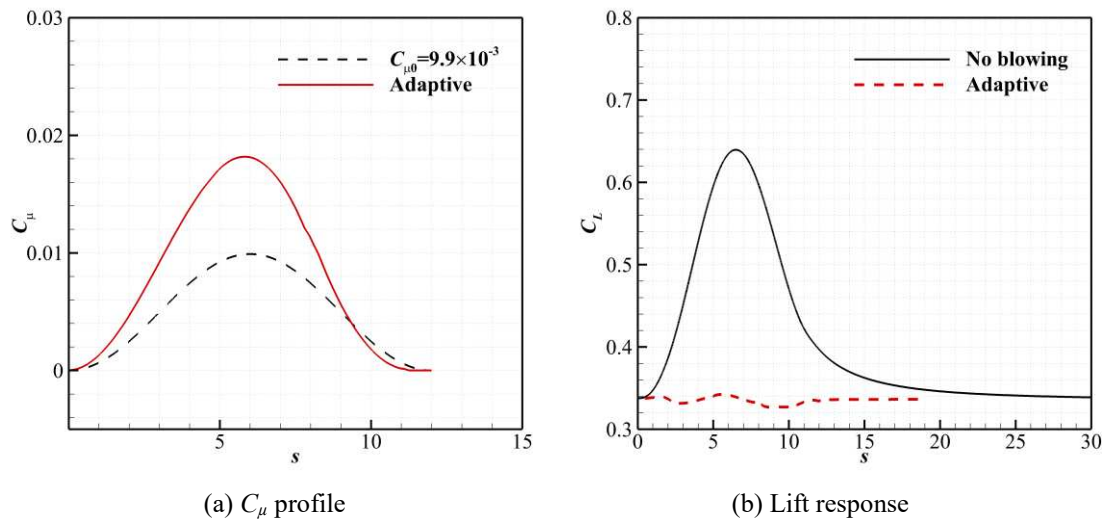 0.03
0.02
0.01
0
C_μ
C_μ0=9.9×10⁻³
Adaptive
5
10
15
s
(a) C_μ profile
0.8
0.7
0.6
0.5
0.4
0.3
C_L
No blowing
Adaptive
0
5
10
15
20
25
30
s
(b) Lift response